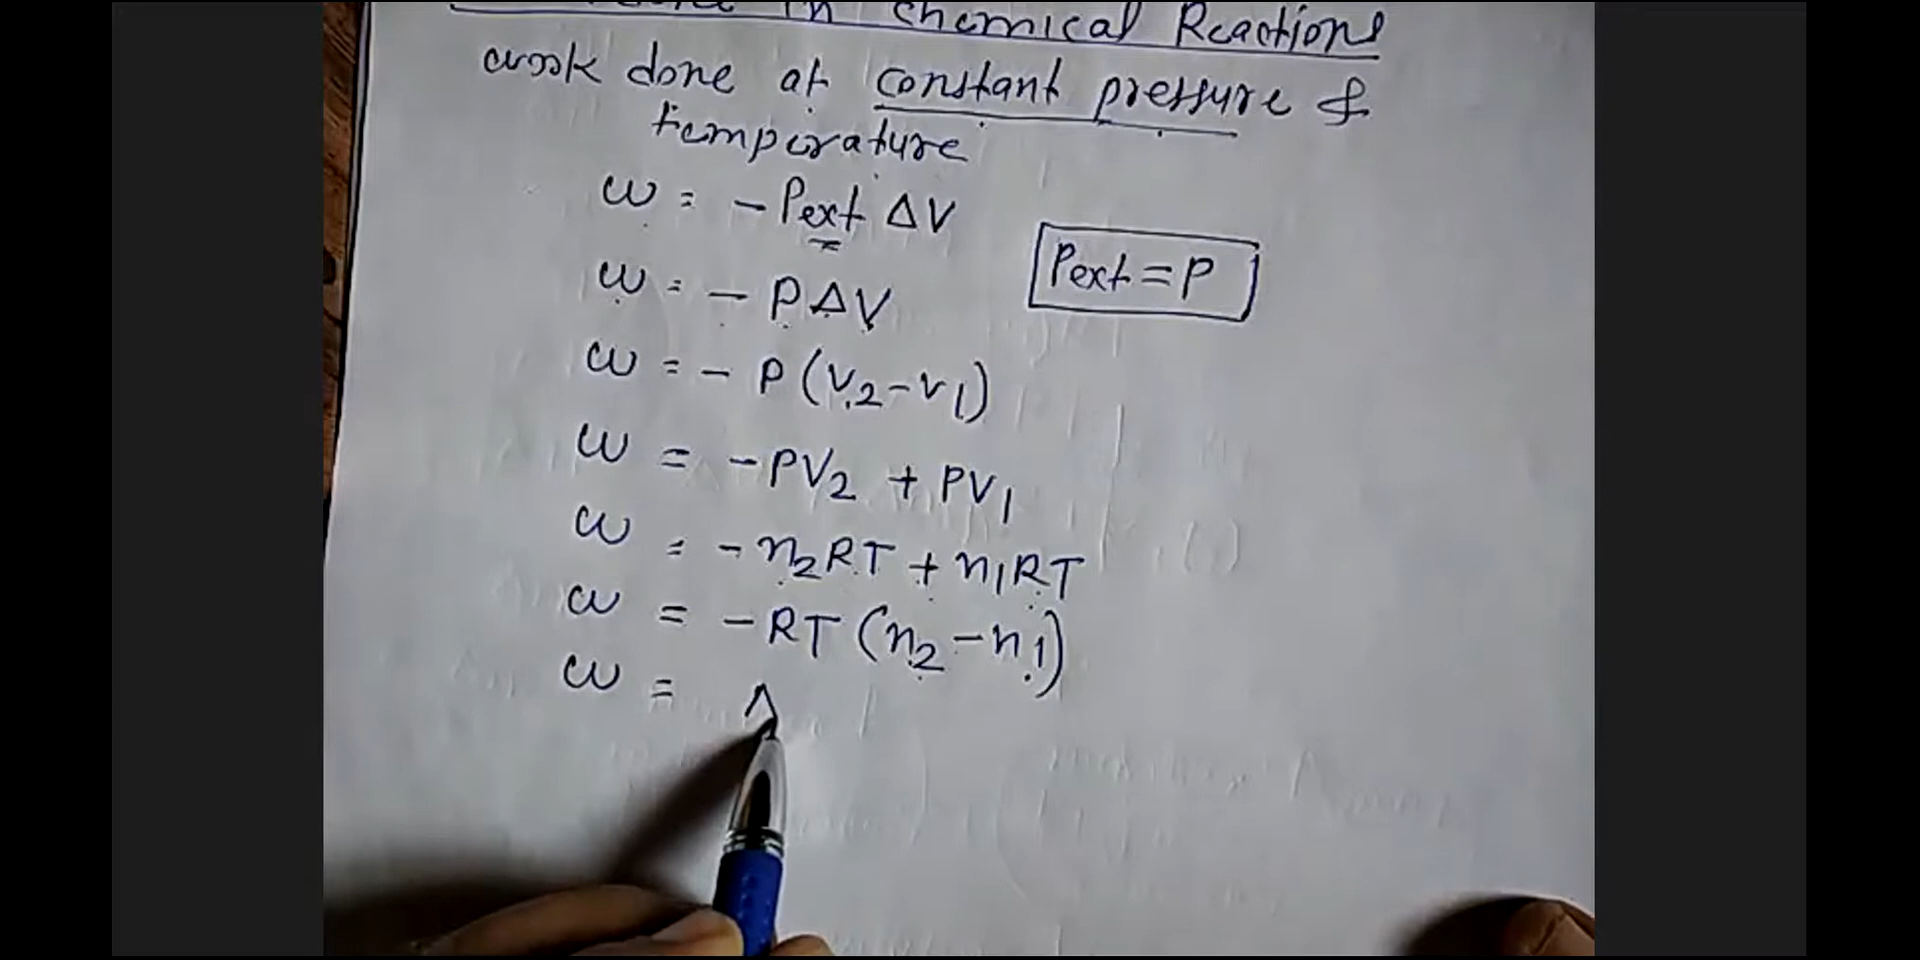 in Chemical Reactions
work done at constant pressure &
temperature
w = - Pext ΔV
Pext = P
w = - PΔV
w = - P(V2-V1)
w = -PV2 + PV1
w = -n2RT + n1RT
w = -RT(n2-n1)
w = Δ